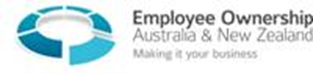 Employee Ownership
Australia & New Zealand
Making it your business